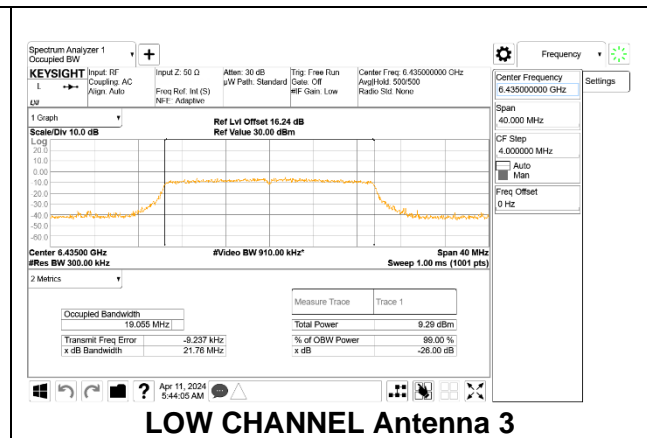 Spectrum Analyzer 1
Occupied BW
+
Frequency
KEYSIGHT
Input: RF
Coupling: AC
Align: Auto
Input Z: 50 Ω
Freq Ref: Int (S)
NFE: Adaptive
Atten: 30 dB
µW Path: Standard
Trig: Free Run
Gate: Off
#IF Gain: Low
Center Freq: 6.435000000 GHz
Avg|Hold: 500/500
Radio Std: None
L
Center Frequency
6.435000000 GHz
Settings
Span
40.000 MHz
CF Step
4.000000 MHz
Auto
Man
Freq Offset
0 Hz
1 Graph
Scale/Div 10.0 dB
Ref Lvl Offset 16.24 dB
Ref Value 30.00 dBm
Log
20.0
10.0
0.00
-10.0
-20.0
-30.0
-40.0
-50.0
-60.0
Center 6.43500 GHz
#Res BW 300.00 kHz
#Video BW 910.00 kHz*
Span 40 MHz
Sweep 1.00 ms (1001 pts)
2 Metrics
Measure Trace Trace 1
Occupied Bandwidth
19.055 MHz
Total Power 9.29 dBm
Transmit Freq Error -9.237 kHz
% of OBW Power 99.00 %
x dB Bandwidth 21.76 MHz
x dB -26.00 dB
?
Apr 11, 2024
5:44:05 AM
LOW CHANNEL Antenna 3